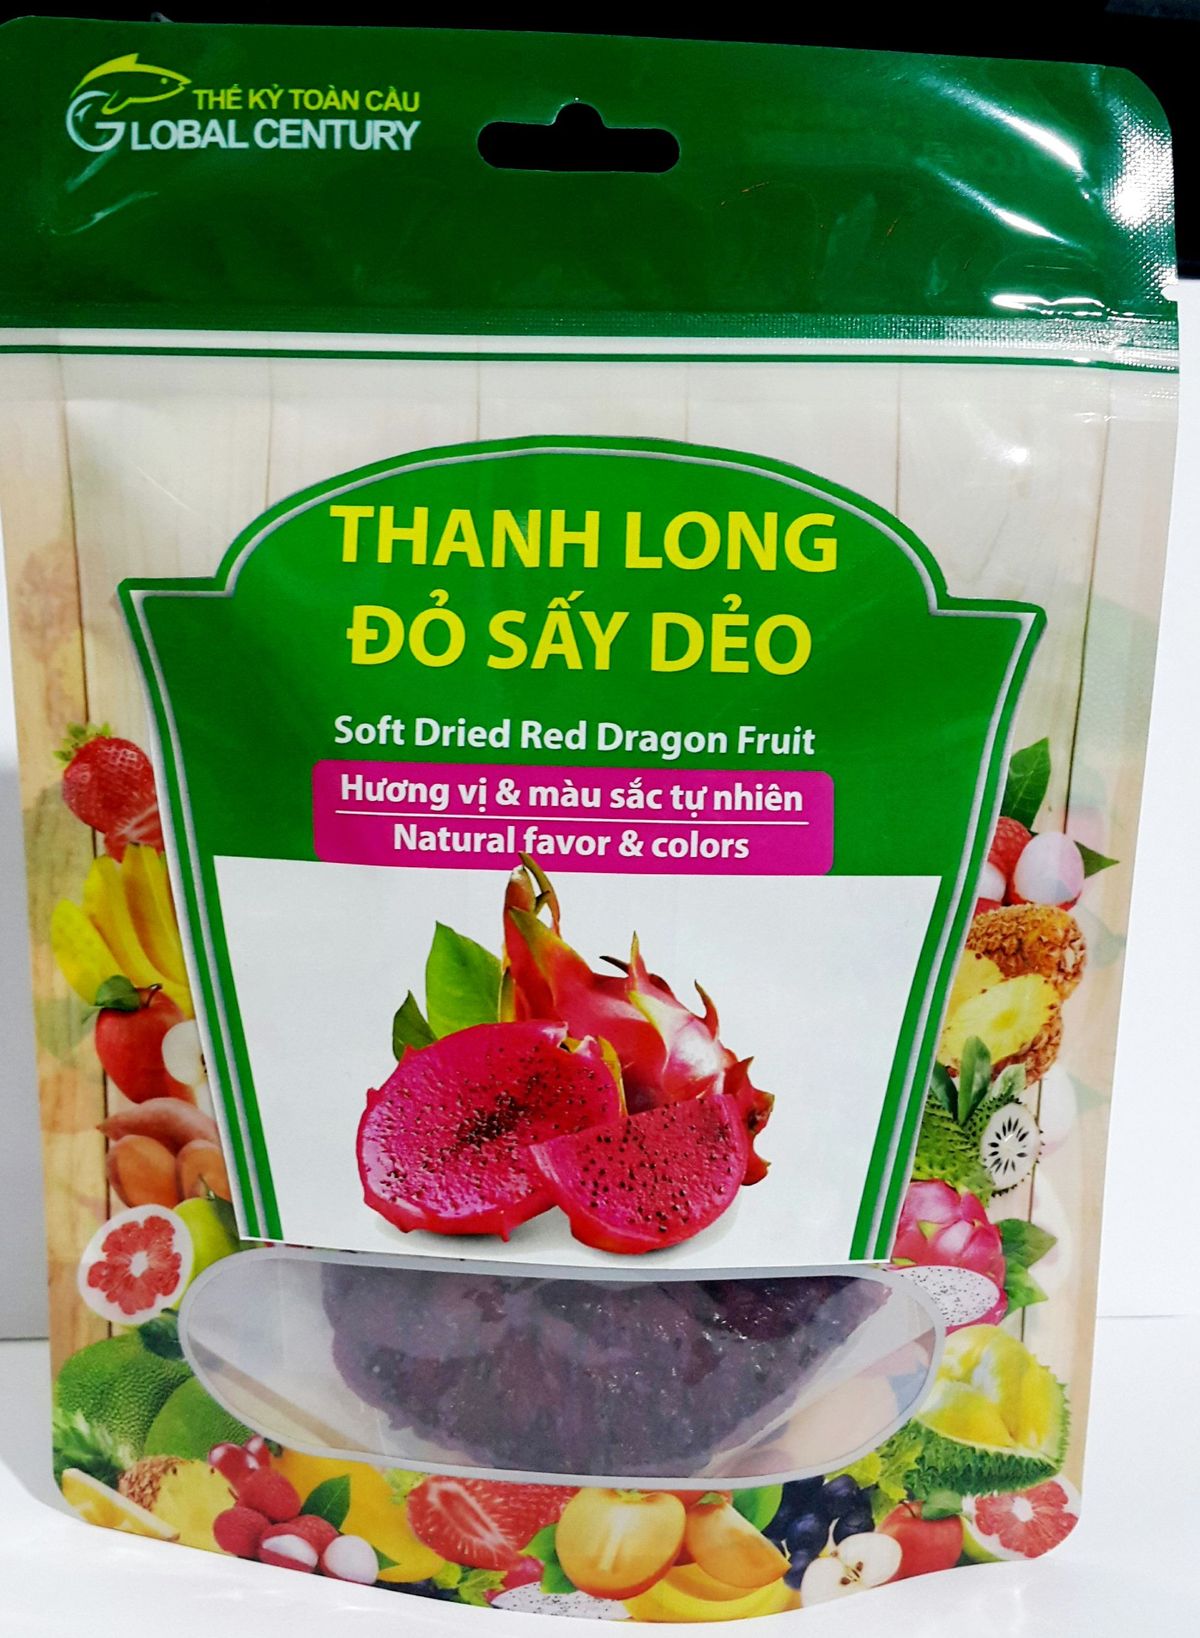 THẾ KỶ TOÀN CẦU
GLOBAL CENTURY
THANH LONG
ĐỎ SẤY DẺO
Soft Dried Red Dragon Fruit
Hương vị & màu sắc tự nhiên
Natural favor & colors